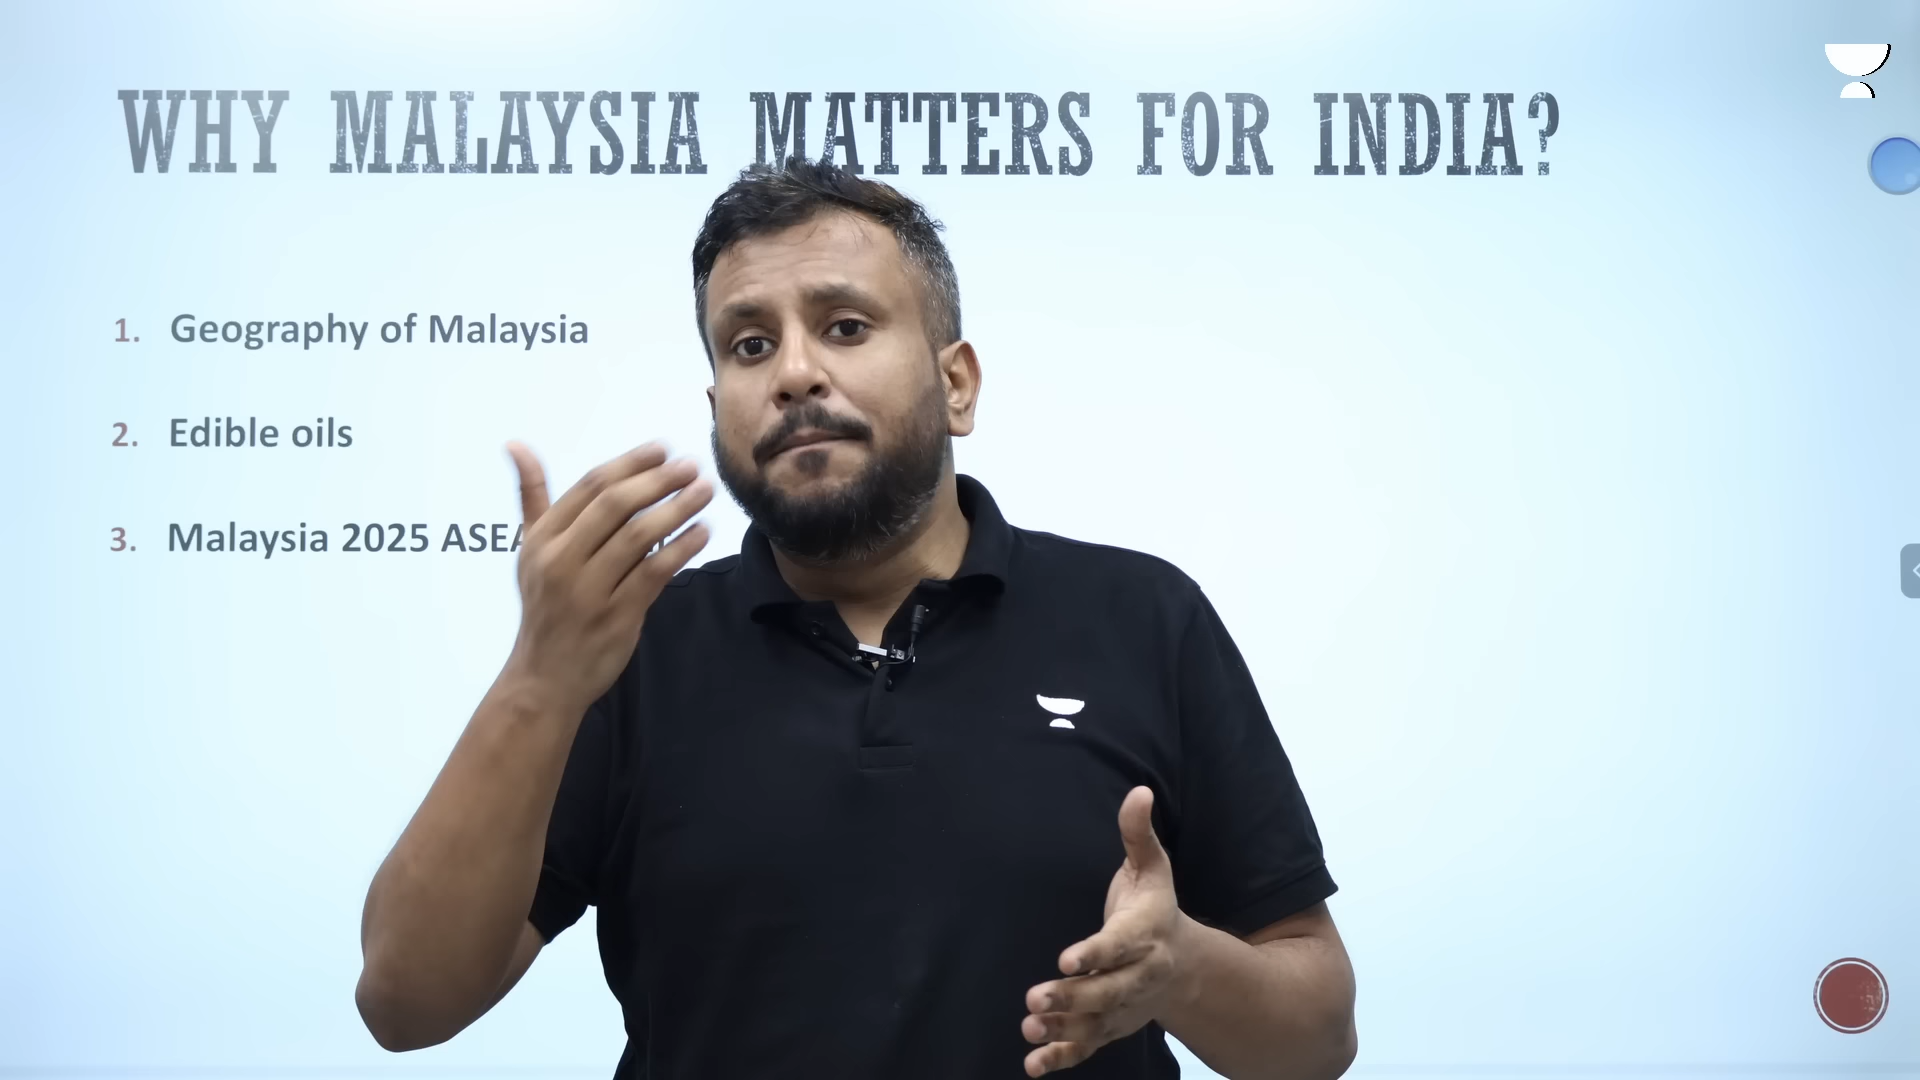 WHY MALAYSIA MATTERS FOR INDIA?
1. Geography of Malaysia
2. Edible oils
3. Malaysia 2025